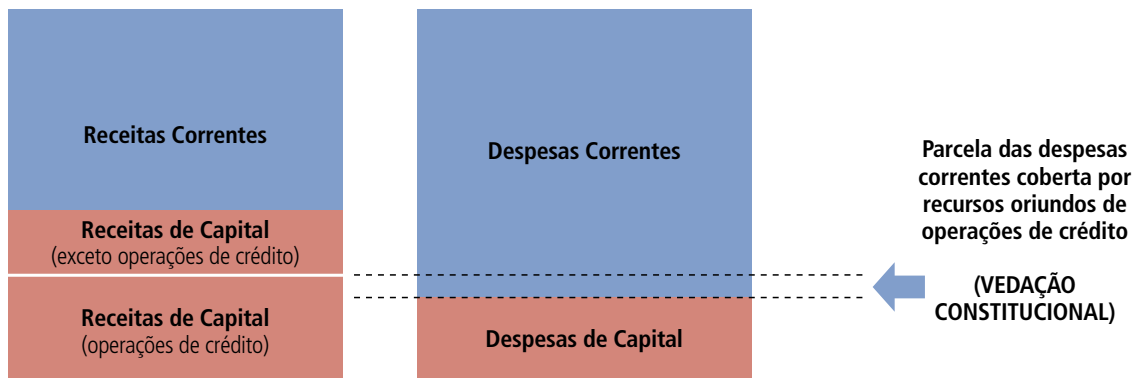 Receitas Correntes
Receitas de Capital
(exceto operações de crédito)
Receitas de Capital
(operações de crédito)
Despesas Correntes
Despesas de Capital
Parcela das despesas
correntes coberta por
recursos oriundos de
operações de crédito
(VEDAÇÃO
CONSTITUCIONAL)